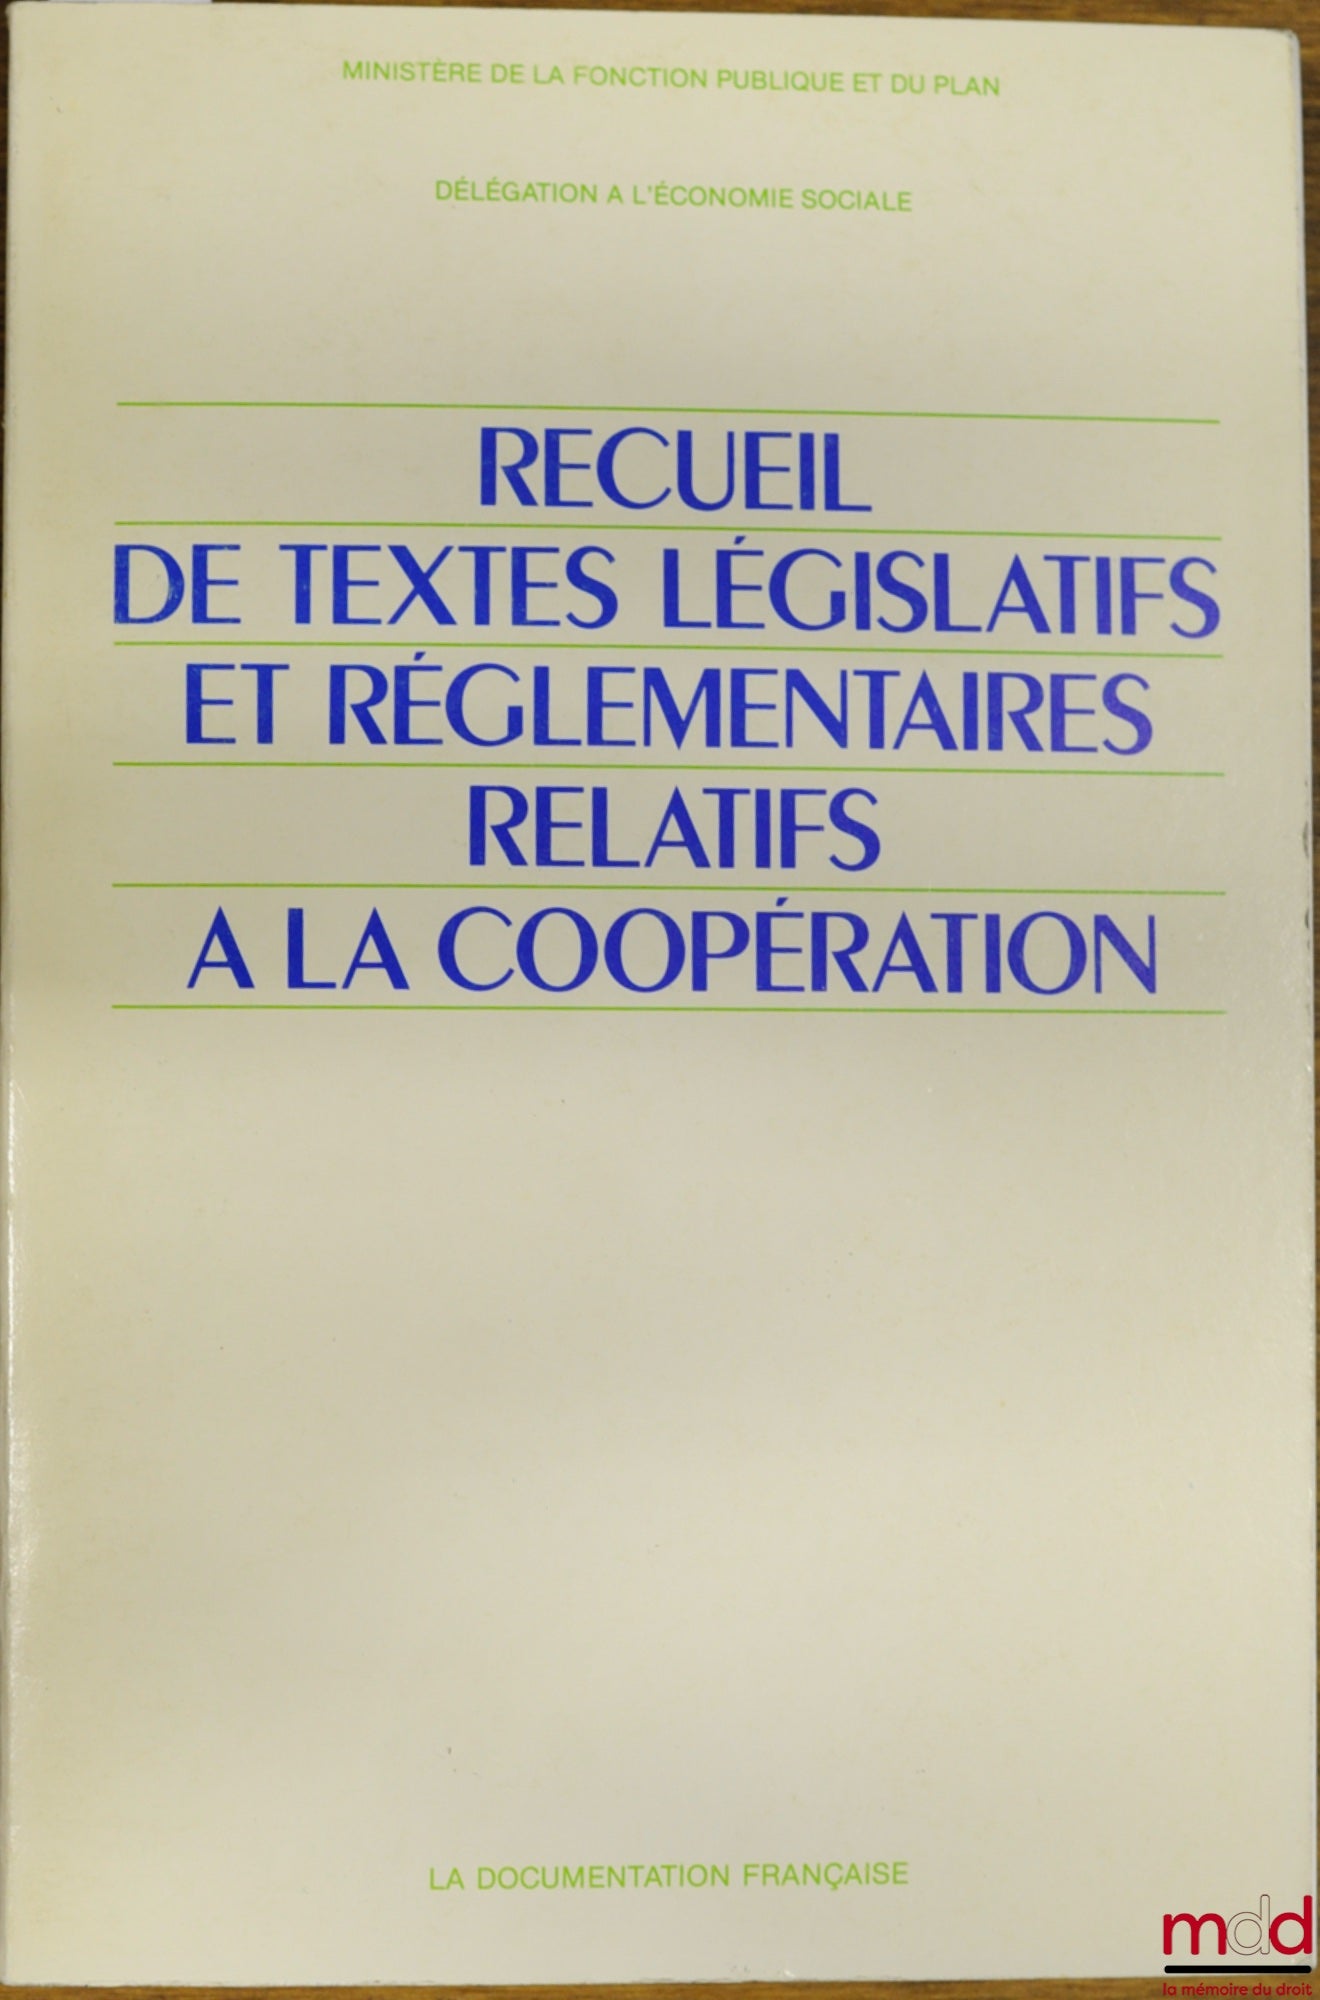 MINISTÈRE DE LA FONCTION PUBLIQUE ET DU PLAN
DÉLÉGATION A L'ÉCONOMIE SOCIALE
RECUEIL
DE TEXTES LÉGISLATIFS
ET RÉGLEMENTAIRES
RELATIFS
A LA COOPÉRATION
LA DOCUMENTATION FRANÇAISE
mdd
la mémoire du droit